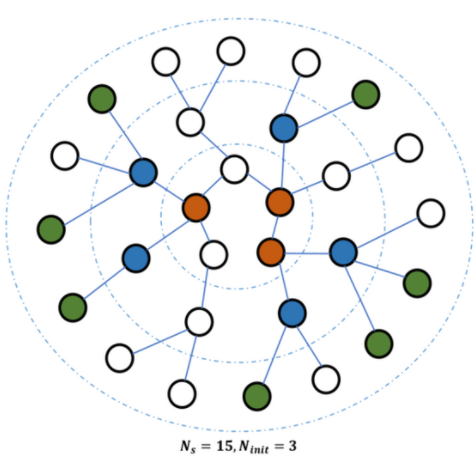 N_s = 15, N_init = 3